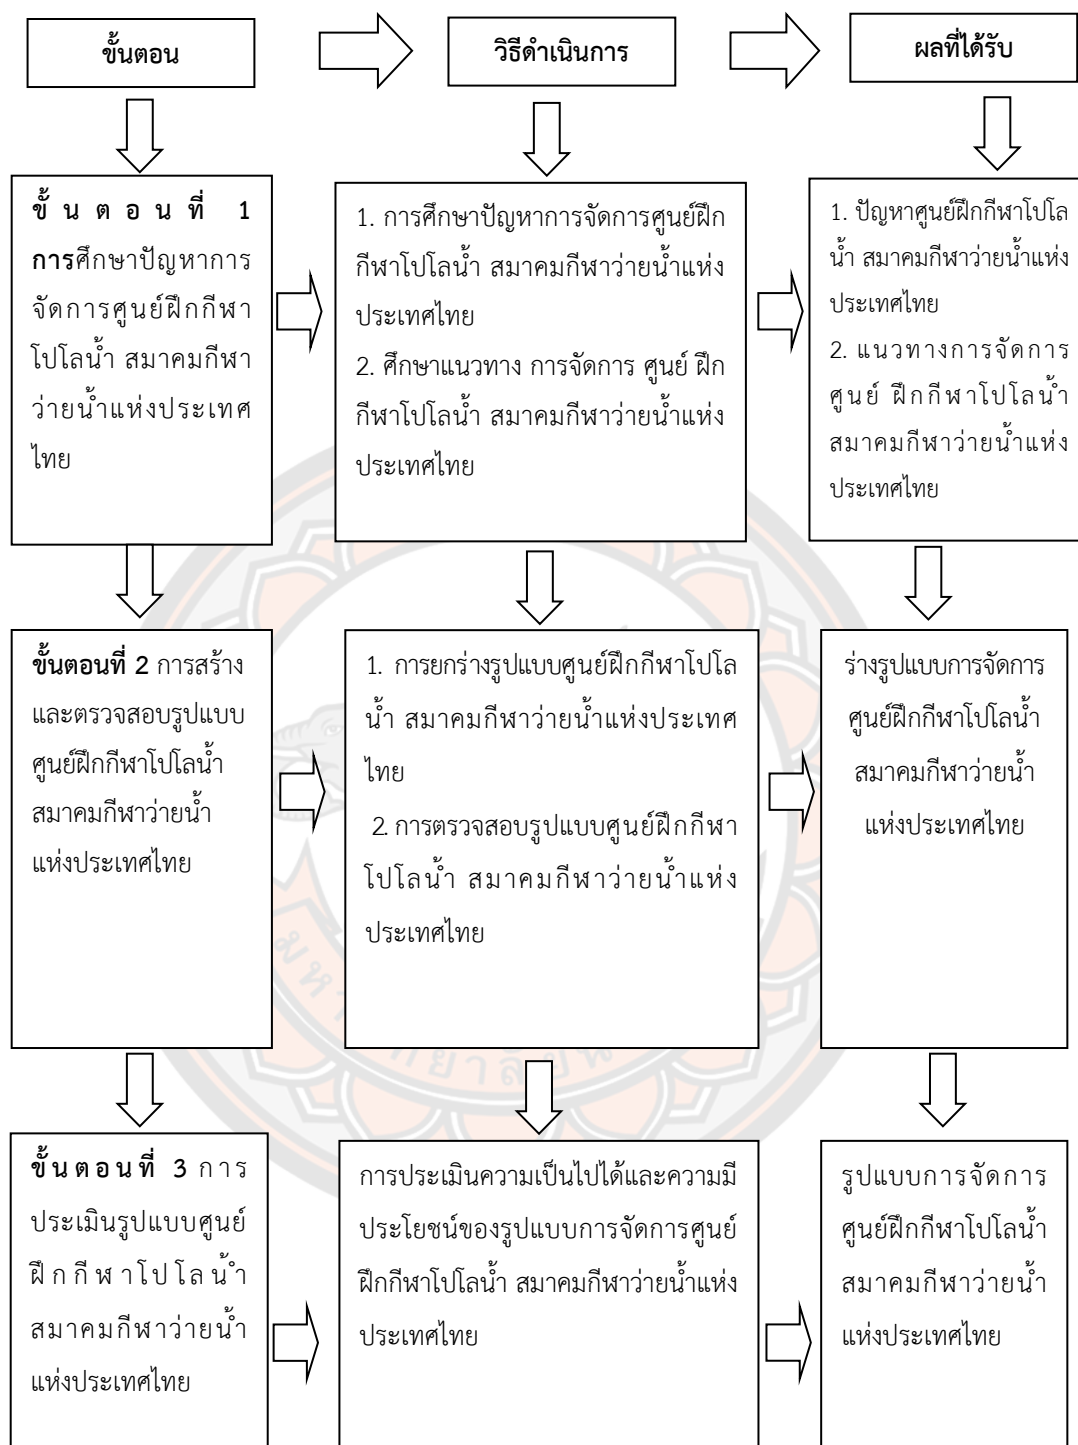 ขั้นตอน
วิธีดำเนินการ
ผลที่ได้รับ
ขั้นตอนที่ 1
การศึกษาปัญหาการ
จัดการศูนย์ฝึกกีฬา
โปโลน้ำ สมาคมกีฬา
ว่ายน้ำแห่งประเทศ
ไทย
1. การศึกษาปัญหาการจัดการศูนย์ฝึก
กีฬาโปโลน้ำ สมาคมกีฬาว่ายน้ำแห่ง
ประเทศไทย
2. ศึกษาแนวทาง การจัดการ ศูนย์ ฝึก
กีฬาโปโลน้ำ สมาคมกีฬาว่ายน้ำแห่ง
ประเทศไทย
1. ปัญหาศูนย์ฝึกกีฬาโปโล
น้ำ สมาคมกีฬาว่ายน้ำแห่ง
ประเทศไทย
2. แนวทางการจัดการ
ศูนย์ ฝึกกีฬาโปโลน้ำ
สมาคมกีฬาว่ายน้ำแห่ง
ประเทศไทย
ขั้นตอนที่ 2 การสร้าง
และตรวจสอบรูปแบบ
ศูนย์ฝึกกีฬาโปโลน้ำ
สมาคมกีฬาว่ายน้ำ
แห่งประเทศไทย
1. การยกร่างรูปแบบศูนย์ฝึกกีฬาโปโล
น้ำ สมาคมกีฬาว่ายน้ำแห่งประเทศ
ไทย
2. การตรวจสอบรูปแบบศูนย์ฝึกกีฬา
โปโลน้ำ สมาคมกีฬาว่ายน้ำแห่ง
ประเทศไทย
ร่างรูปแบบการจัดการ
ศูนย์ฝึกกีฬาโปโลน้ำ
สมาคมกีฬาว่ายน้ำ
แห่งประเทศไทย
ขั้นตอนที่ 3 การ
ประเมินรูปแบบศูนย์
ฝึกกีฬาโปโลน้ำ
สมาคมกีฬาว่ายน้ำ
แห่งประเทศไทย
การประเมินความเป็นไปได้และความมี
ประโยชน์ของรูปแบบการจัดการศูนย์
ฝึกกีฬาโปโลน้ำ สมาคมกีฬาว่ายน้ำแห่ง
ประเทศไทย
รูปแบบการจัดการ
ศูนย์ฝึกกีฬาโปโลน้ำ
สมาคมกีฬาว่ายน้ำ
แห่งประเทศไทย